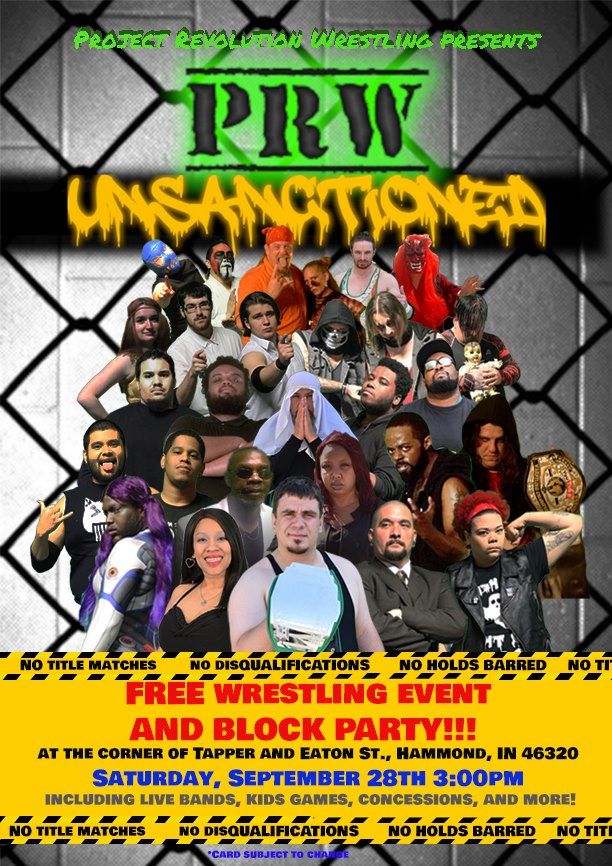 Project Revolution Wrestling presents
PRW
UNSANCTIONED
NO TITLE MATCHES NO DISQUALIFICATIONS NO HOLDS BARRED NO TI
FREE WRESTLING EVENT
AND BLOCK PARTY!!!
AT THE CORNER OF TAPPER AND EATON ST., HAMMOND, IN 46320
SATURDAY, SEPTEMBER 28TH 3:00PM
INCLUDING LIVE BANDS, KIDS GAMES, CONCESSIONS, AND MORE!
NO TITLE MATCHES NO DISQUALIFICATIONS NO HOLDS BARRED NO TI
*CARD SUBJECT TO CHANGE